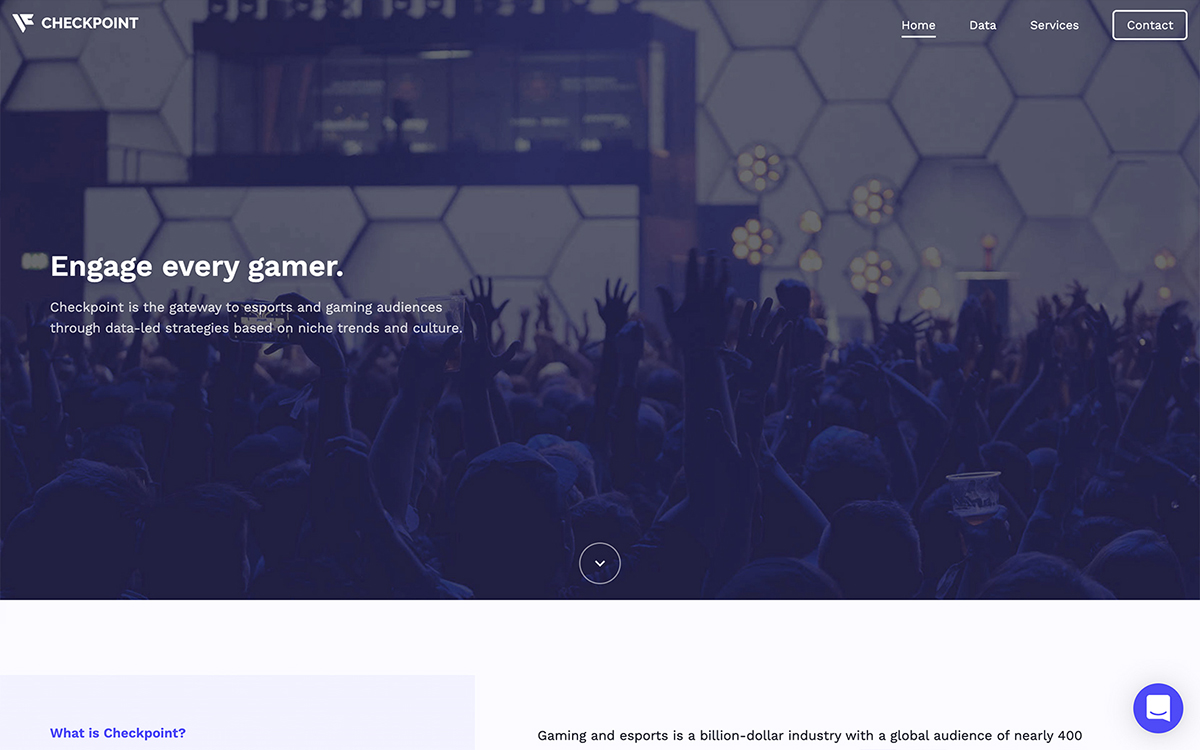 CHECKPOINT
Home Data Services Contact
Engage every gamer.
Checkpoint is the gateway to esports and gaming audiences
through data-led strategies based on niche trends and culture.
What is Checkpoint?
Gaming and esports is a billion-dollar industry with a global audience of nearly 400